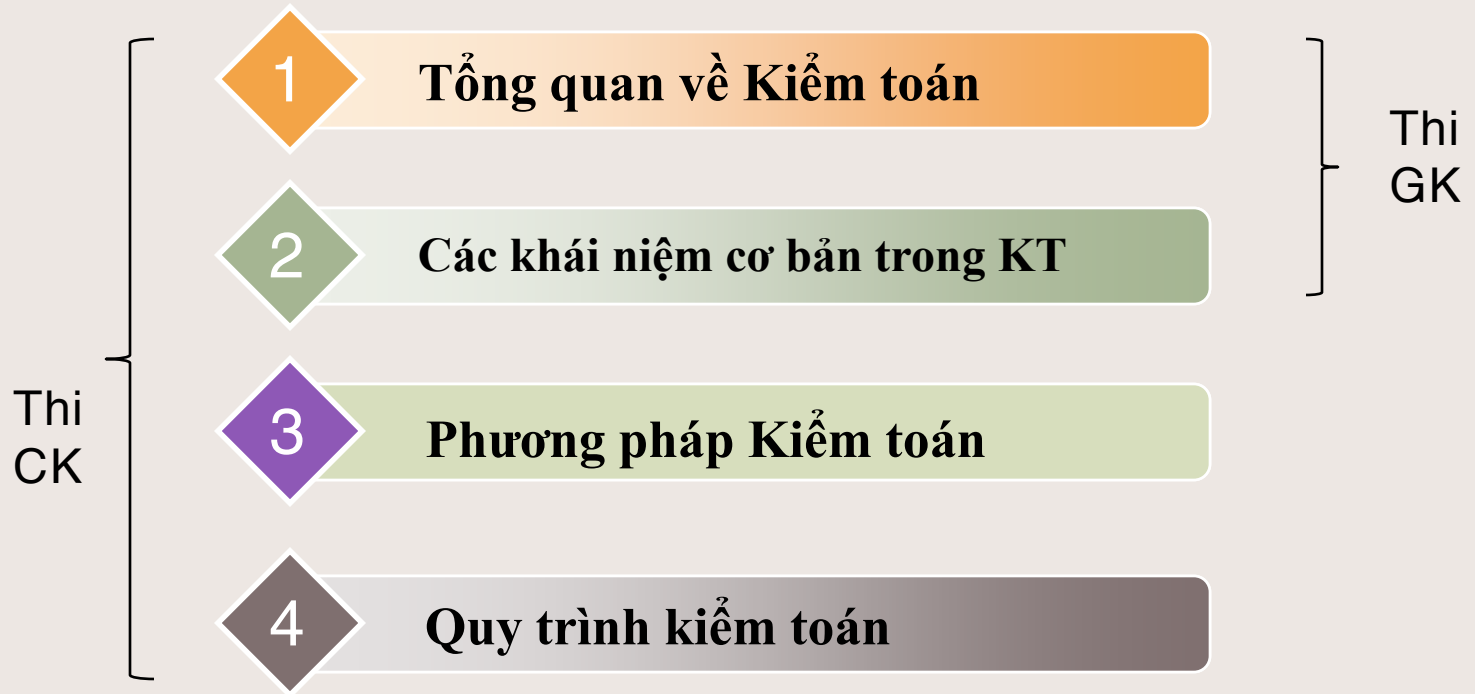 1 Tổng quan về Kiểm toán
Thi
GK
2 Các khái niệm cơ bản trong KT
Thi
CK
3 Phương pháp Kiểm toán
4 Quy trình kiểm toán